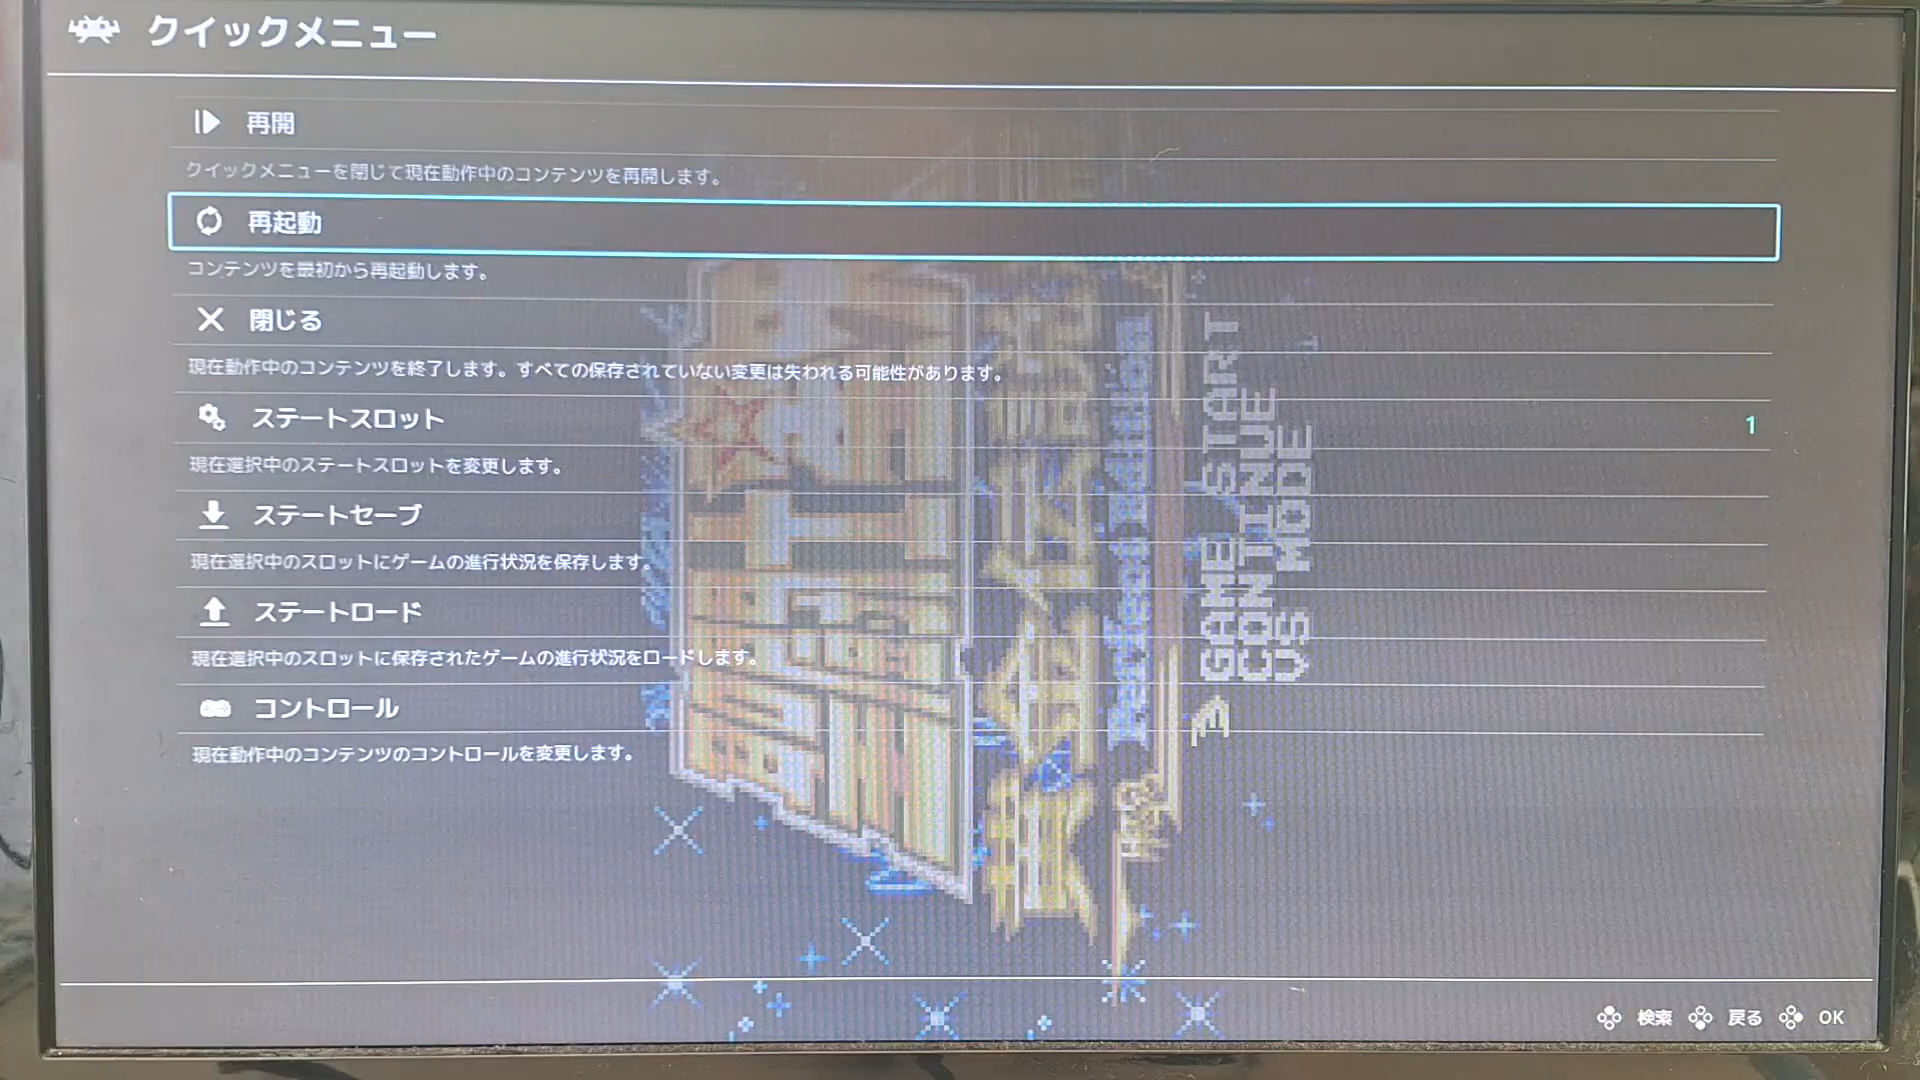 クイックメニュー
再開
クイックメニューを閉じて現在動作中のコンテンツを再開します。
再起動
コンテンツを最初から再起動します。
閉じる
現在動作中のコンテンツを終了します。すべての保存されていない変更は失われる可能性があります。
ステートスロット
1
現在選択中のステートスロットを変更します。
ステートセーブ
現在選択中のスロットにゲームの進行状況を保存します。
ステートロード
現在選択中のスロットに保存されたゲームの進行状況をロードします。
コントロール
現在動作中のコンテンツのコントロールを変更します。
GAME START
CONTINUE
VS MODE
検索 戻る OK